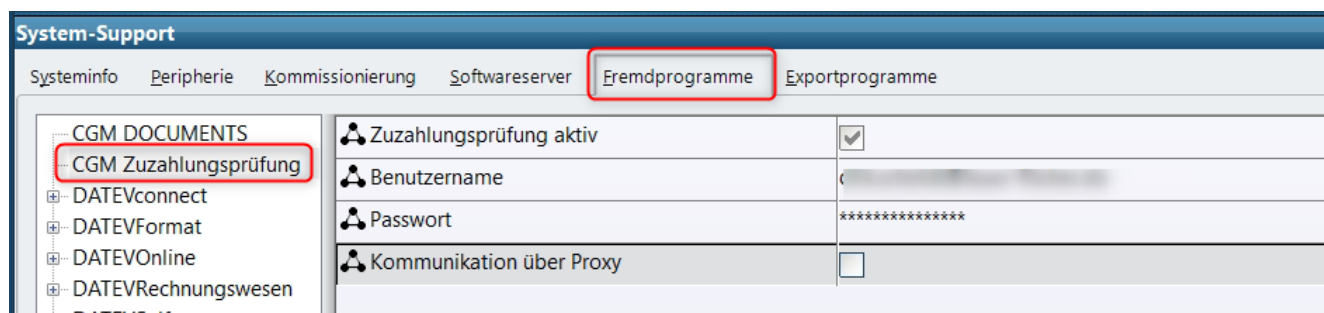 System-Support
Systeminfo Peripherie Kommissionierung Softwareserver Fremdprogramme Exportprogramme
CGM DOCUMENTS
CGM Zuzahlungsprüfung
DATEVconnect
DATEVFormat
DATEVOnline
DATEVRechnungswesen
Zuzahlungsprüfung aktiv
Benutzername
Passwort ***************
Kommunikation über Proxy